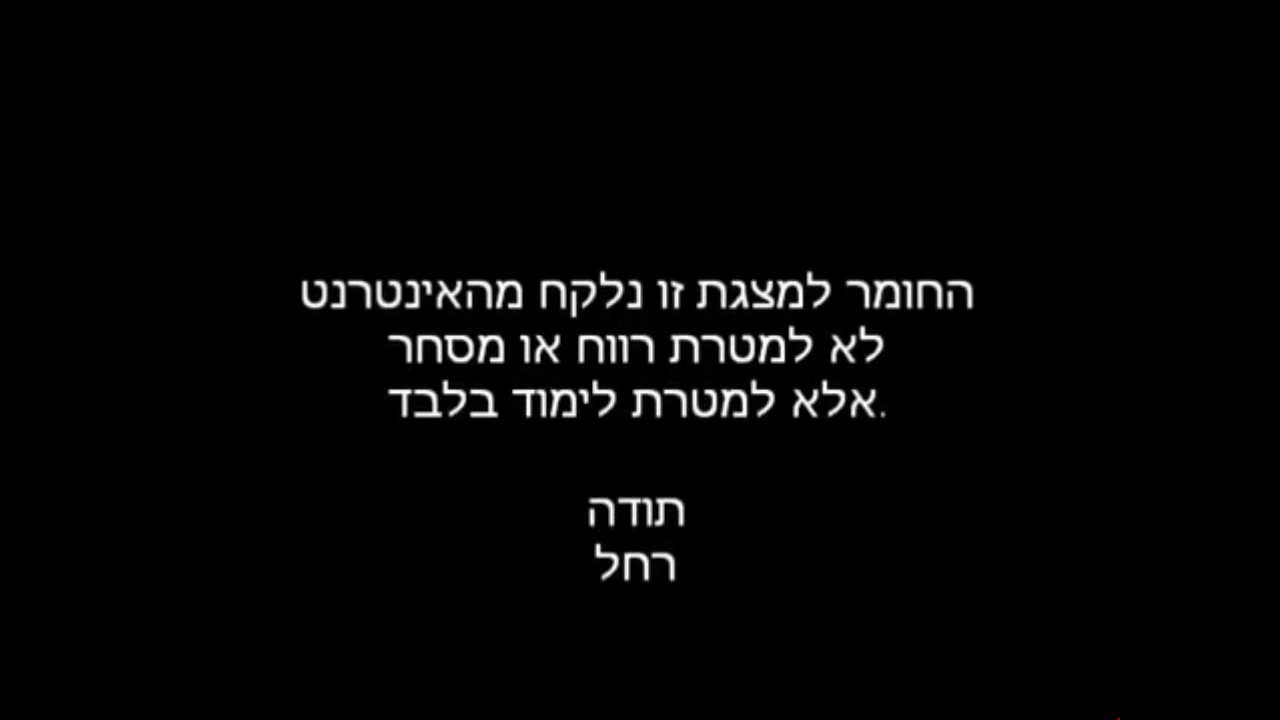 החומר למצגת זו נלקח מהאינטרנט
לא למטרת רווח או מסחר
.אלא למטרת לימוד בלבד
תודה
רחל